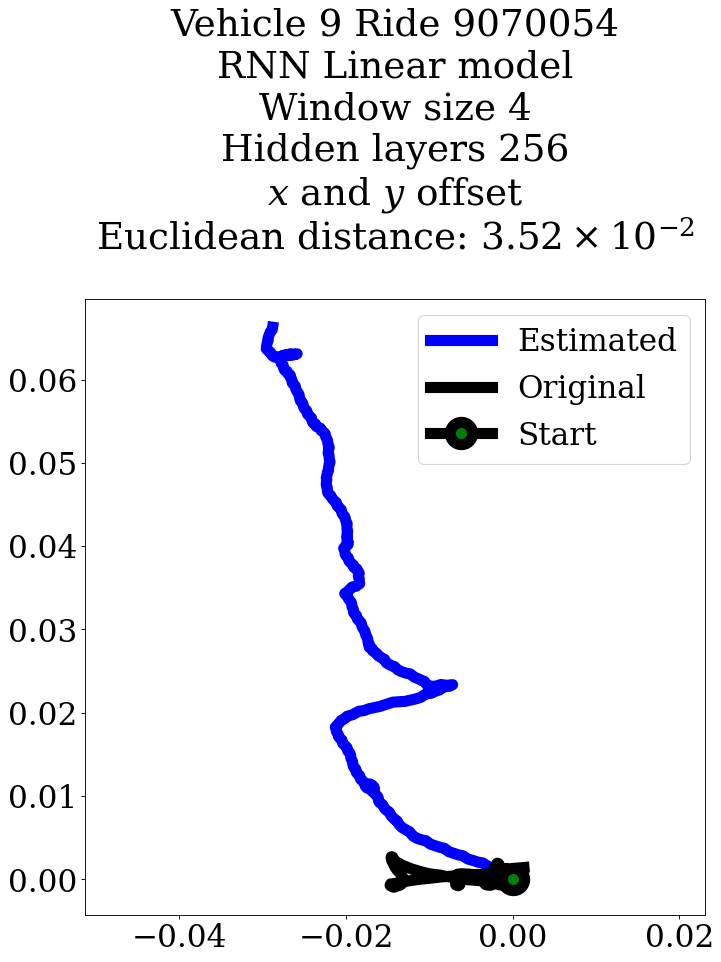 Vehicle 9 Ride 9070054
RNN Linear model
Window size 4
Hidden layers 256
x and y offset
Euclidean distance: 3.52 × 10⁻²
Estimated
Original
Start
0.06
0.05
0.04
0.03
0.02
0.01
0.00
−0.04
−0.02
0.00
0.02